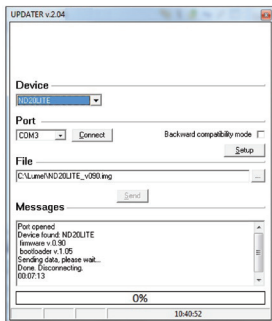 UPDATER v.2.04
Device
ND20LITE
Port
COM3 Connect Backward compatibility mode
Setup
File
C:\Lumel\ND20LITE_v090.img ...
Send
Messages
Port opened
Device found: ND20LITE
firmware v.0.90
bootloader v.1.05
Sending data, please wait...
Done. Disconnecting.
00:07:13
0%
10:40:52